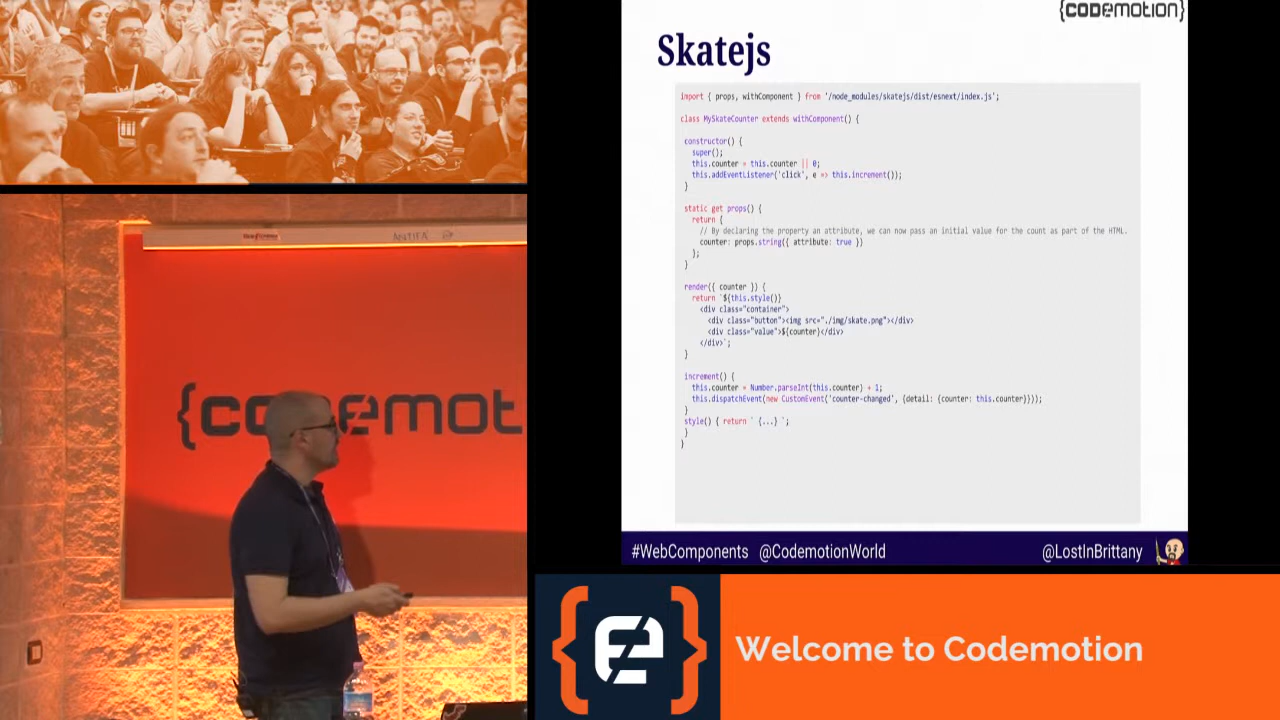 {CODEMOTION}
Skatejs
import { props, withComponent } from '/node_modules/skatejs/dist/esnext/index.js';
class MySkateCounter extends withComponent() {
constructor() {
super();
this.counter = this.counter || 0;
this.addEventListener('click', e => this.increment());
}
static get props() {
return {
// By declaring the property an attribute, we can now pass an initial value for the count as part of the HTML.
counter: props.string({ attribute: true })
};
}
render({ counter }) {
return `${this.style()}
<div class="container">
<div class="button"><img src="./img/skate.png"></div>
<div class="value">${counter}</div>
</div>`;
}
increment() {
this.counter = Number.parseInt(this.counter) + 1;
this.dispatchEvent(new CustomEvent('counter-changed', {detail: {counter: this.counter}}));
}
style() { return ` {...} `;
}
}
#WebComponents @CodemotionWorld @LostInBrittany
{codemot
Welcome to Codemotion